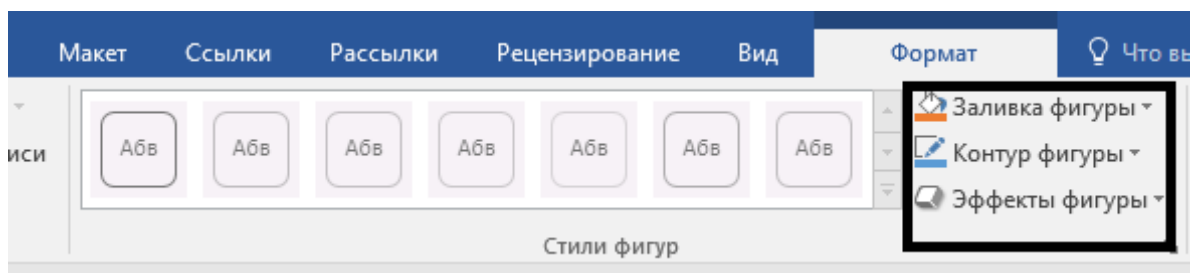 Макет Ссылки Рассылки Рецензирование Вид Формат Что вы
иси Абв Абв Абв Абв Абв Абв Абв
Заливка фигуры
Контур фигуры
Эффекты фигуры
Стили фигур